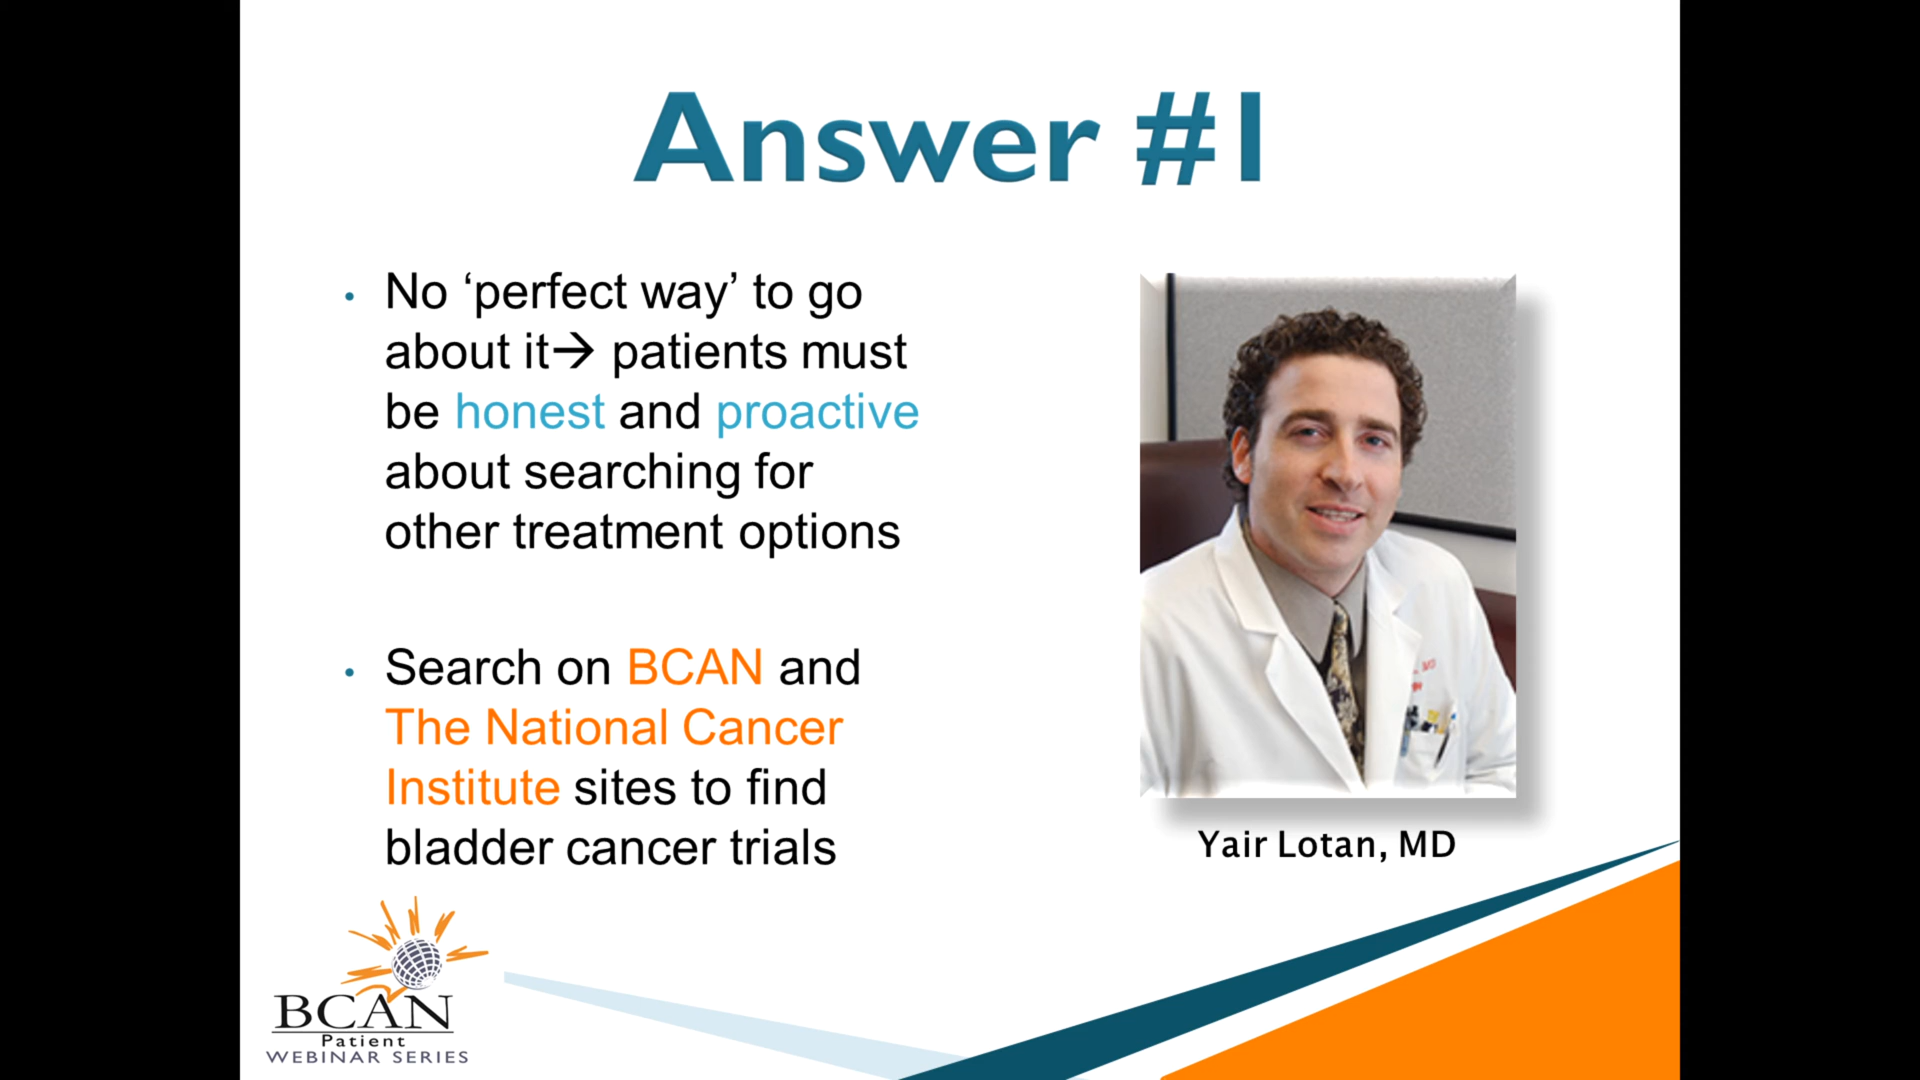 Answer #1
• No ‘perfect way’ to go
about it→ patients must
be honest and proactive
about searching for
other treatment options
• Search on BCAN and
The National Cancer
Institute sites to find
bladder cancer trials
MD
Yair Lotan, MD
BCAN
Patient
WEBINAR SERIES